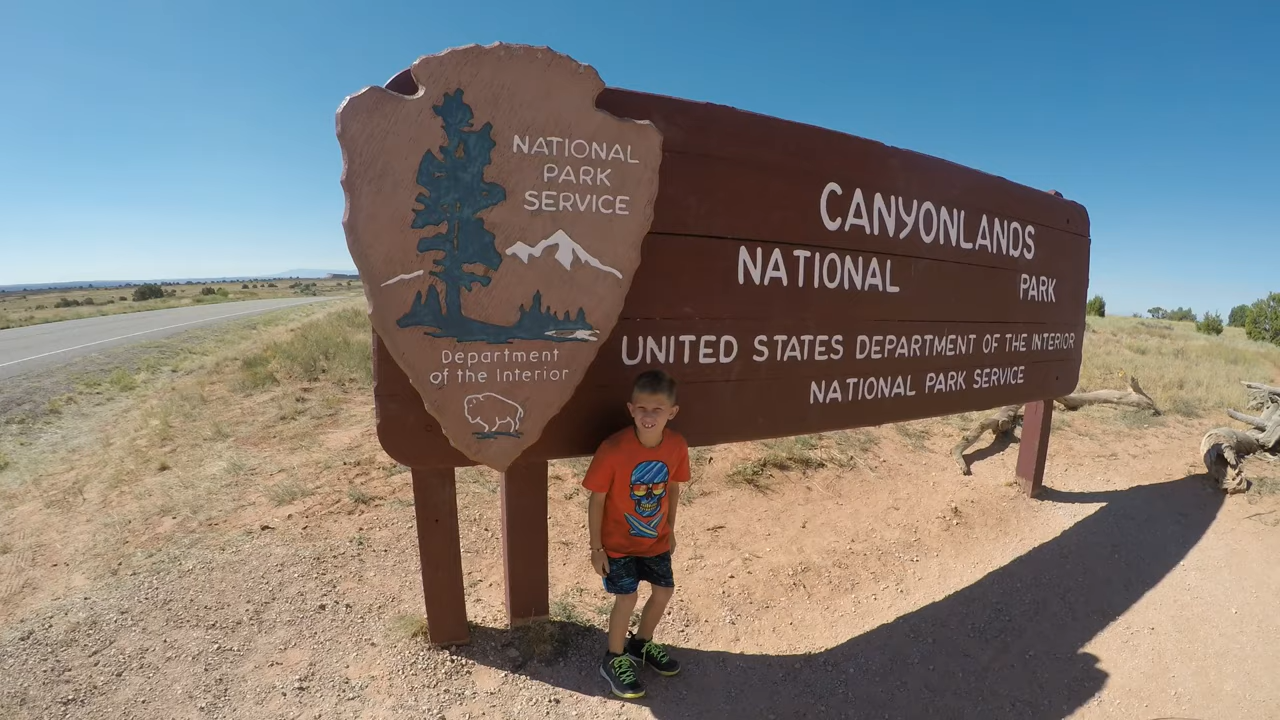 NATIONAL
PARK
SERVICE
Department
of the Interior
CANYONLANDS
NATIONAL PARK
UNITED STATES DEPARTMENT OF THE INTERIOR
NATIONAL PARK SERVICE